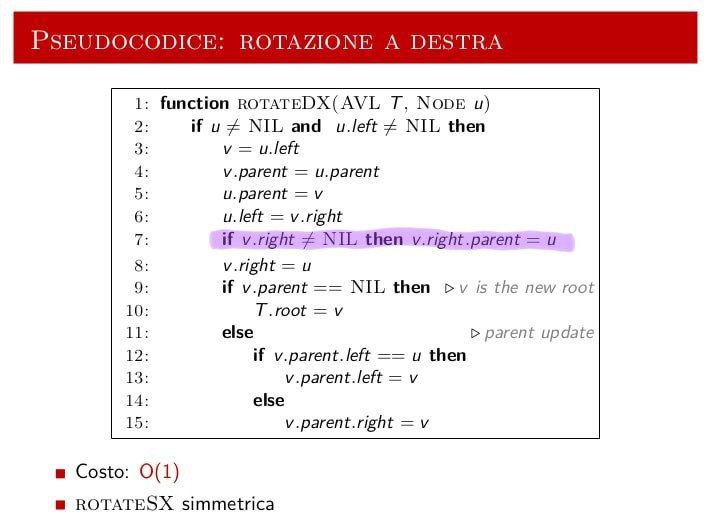 Pseudocodice: rotazione a destra
1: function rotateDX(AVL T, Node u)
2: if u ≠ NIL and u.left ≠ NIL then
3: v = u.left
4: v.parent = u.parent
5: u.parent = v
6: u.left = v.right
7: if v.right ≠ NIL then v.right.parent = u
8: v.right = u
9: if v.parent == NIL then ▷ v is the new root
10: T.root = v
11: else ▷ parent update
12: if v.parent.left == u then
13: v.parent.left = v
14: else
15: v.parent.right = v
Costo: O(1)
rotateSX simmetrica